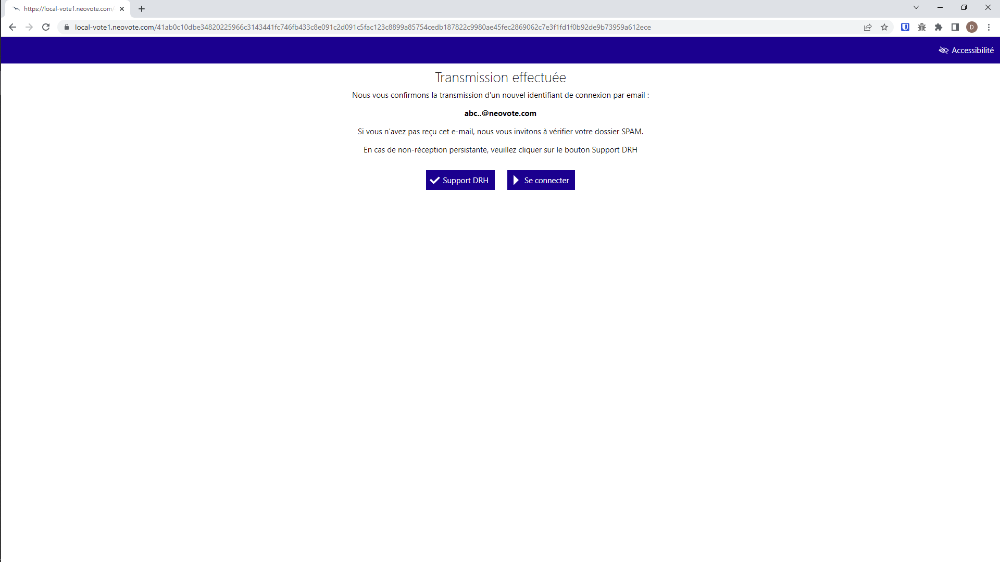 https://local-vote1.neovote.com/
local-vote1.neovote.com/41ab0c10dbe34820225966c3143441fc746fb433c8e091c2d091c5fac123c8899a85754cedb187822c9980ae45fec2869062c7e3f1fd1f0b92de9b73959a612ece
D
Accessibilité
Transmission effectuée
Nous vous confirmons la transmission d'un nouvel identifiant de connexion par email :
abc..@neovote.com
Si vous n’avez pas reçu cet e-mail, nous vous invitons à vérifier votre dossier SPAM.
En cas de non-réception persistante, veuillez cliquer sur le bouton Support DRH
Support DRH
Se connecter